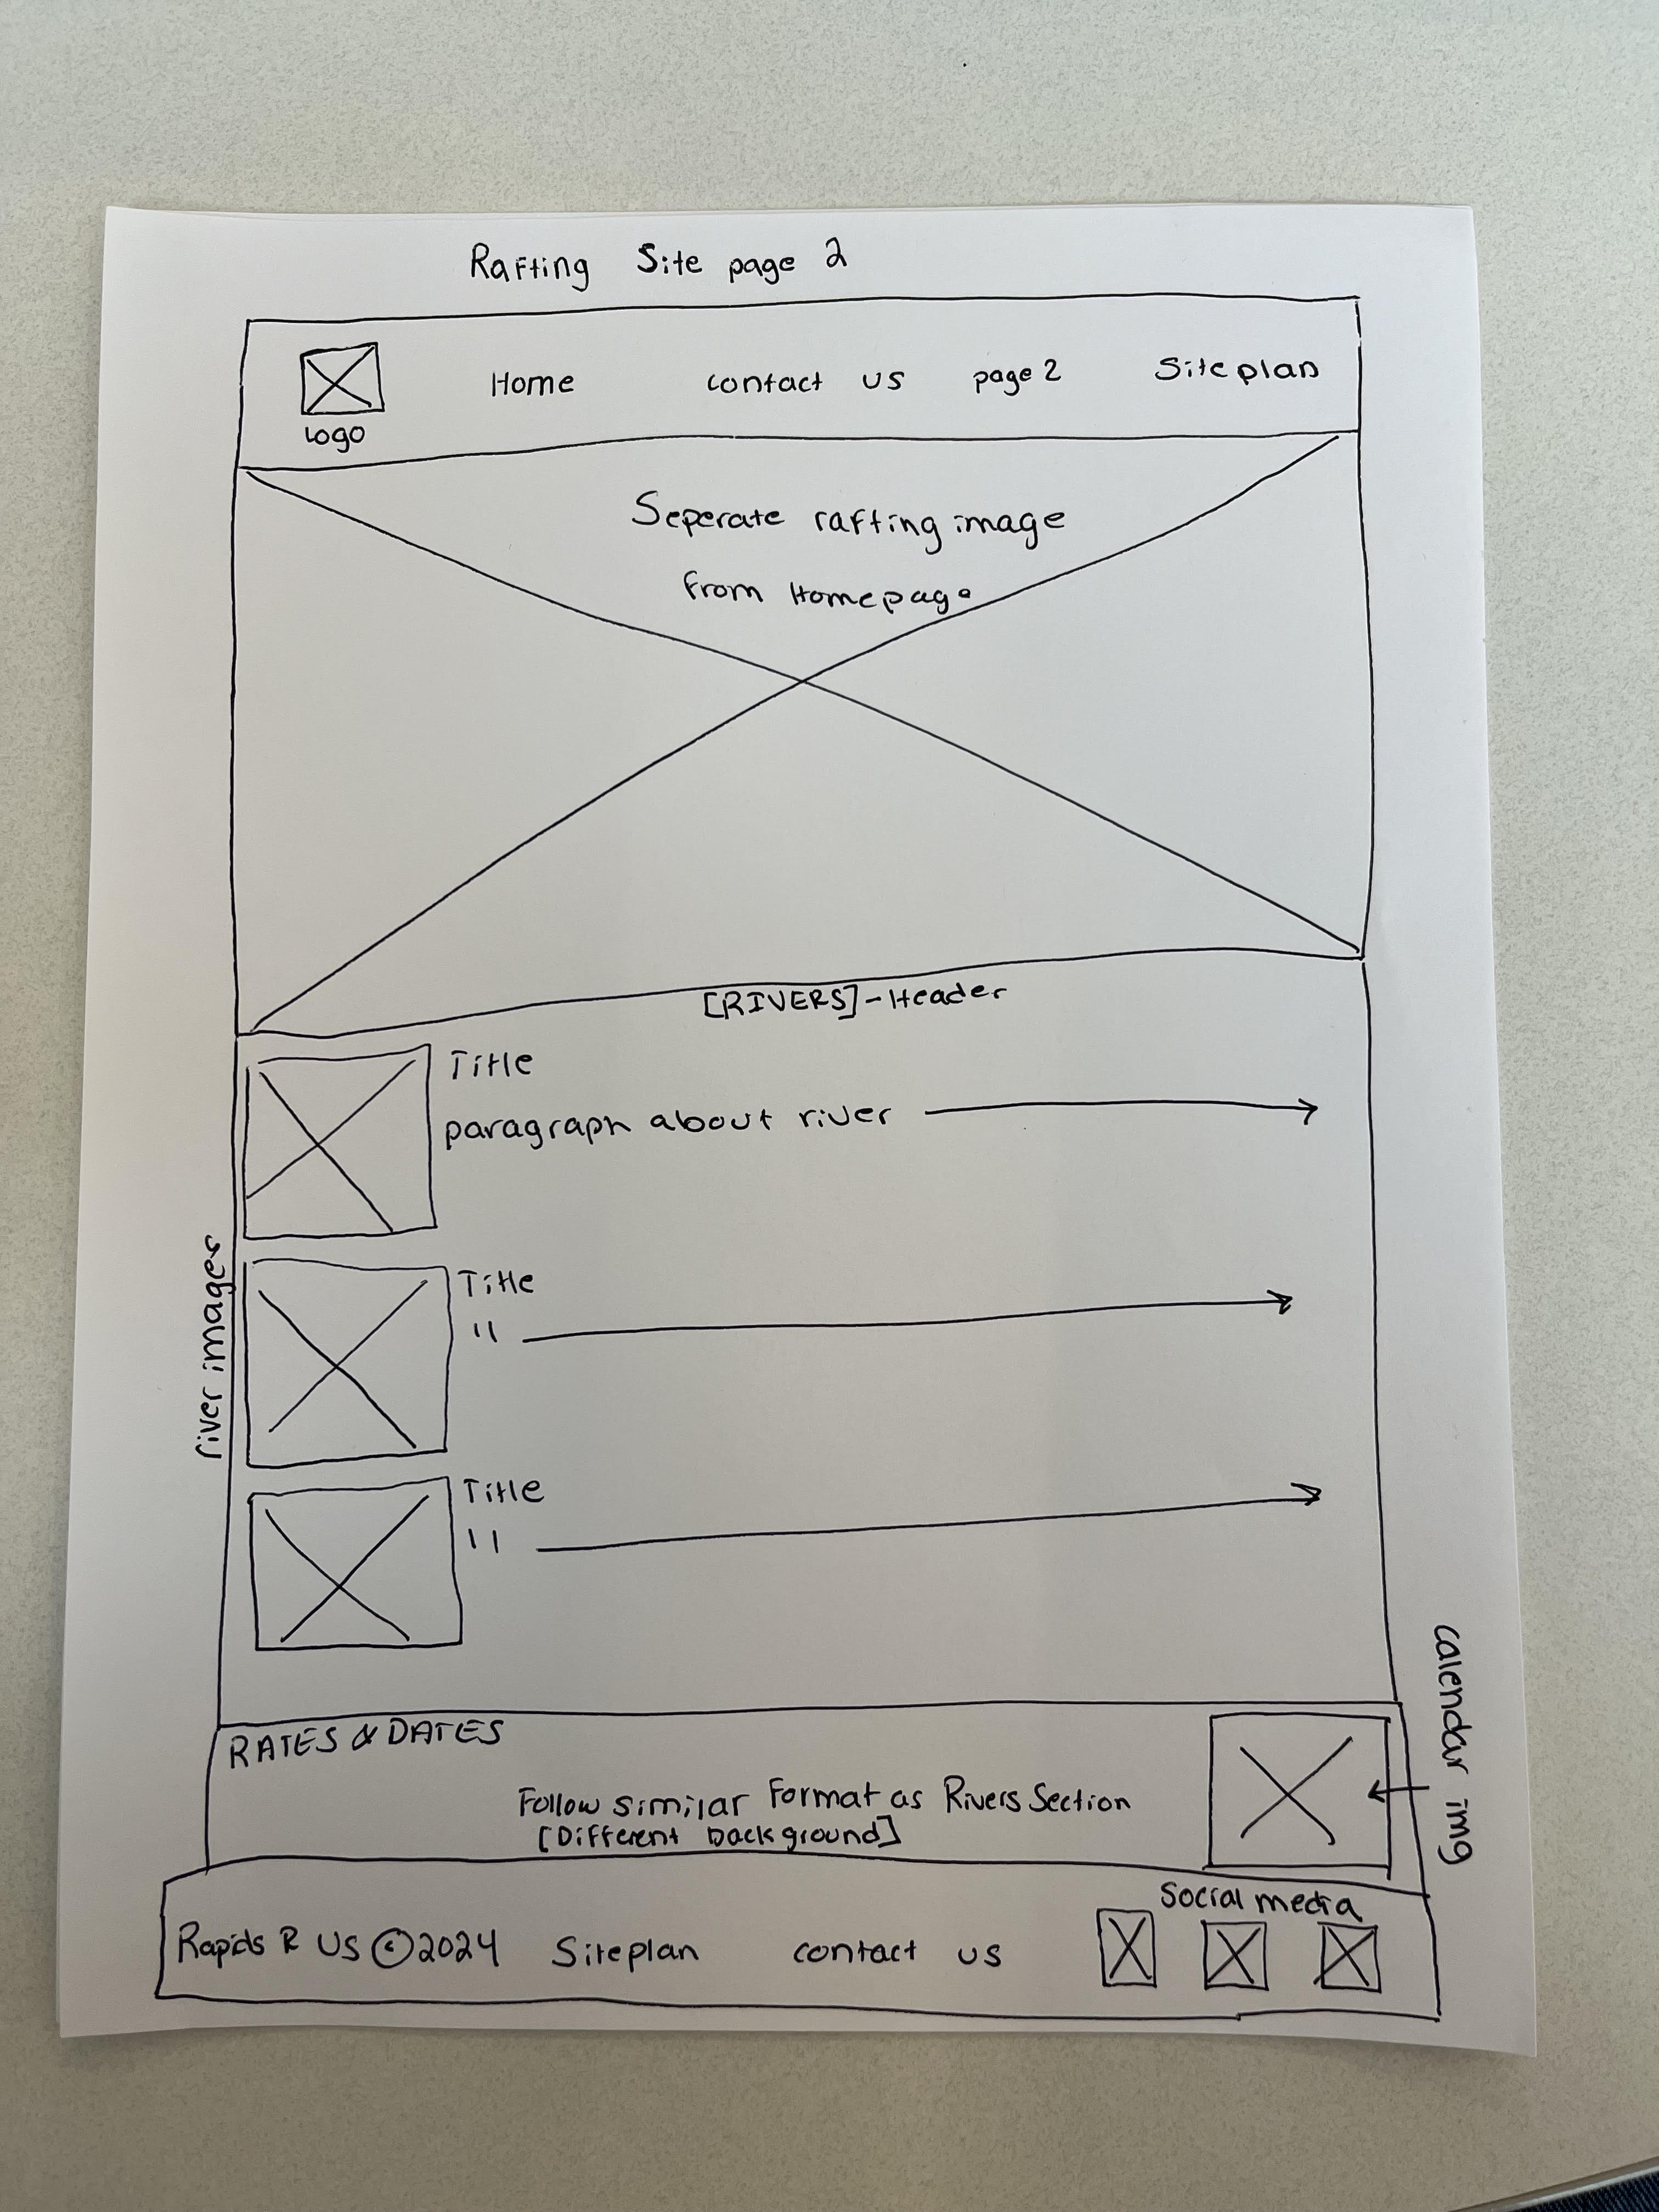 Rafting Site page 2
Home contact us page 2 Siteplan
Logo
Seperate rafting image
from Homepage
[RIVERS]-Header
Title
paragraph about river
river images
Title
"
Title
"
RATES & DATES
Follow similar Format as Rivers Section
[Different background]
calendar img
Social media
Rapids R US ©2024 Siteplan contact us